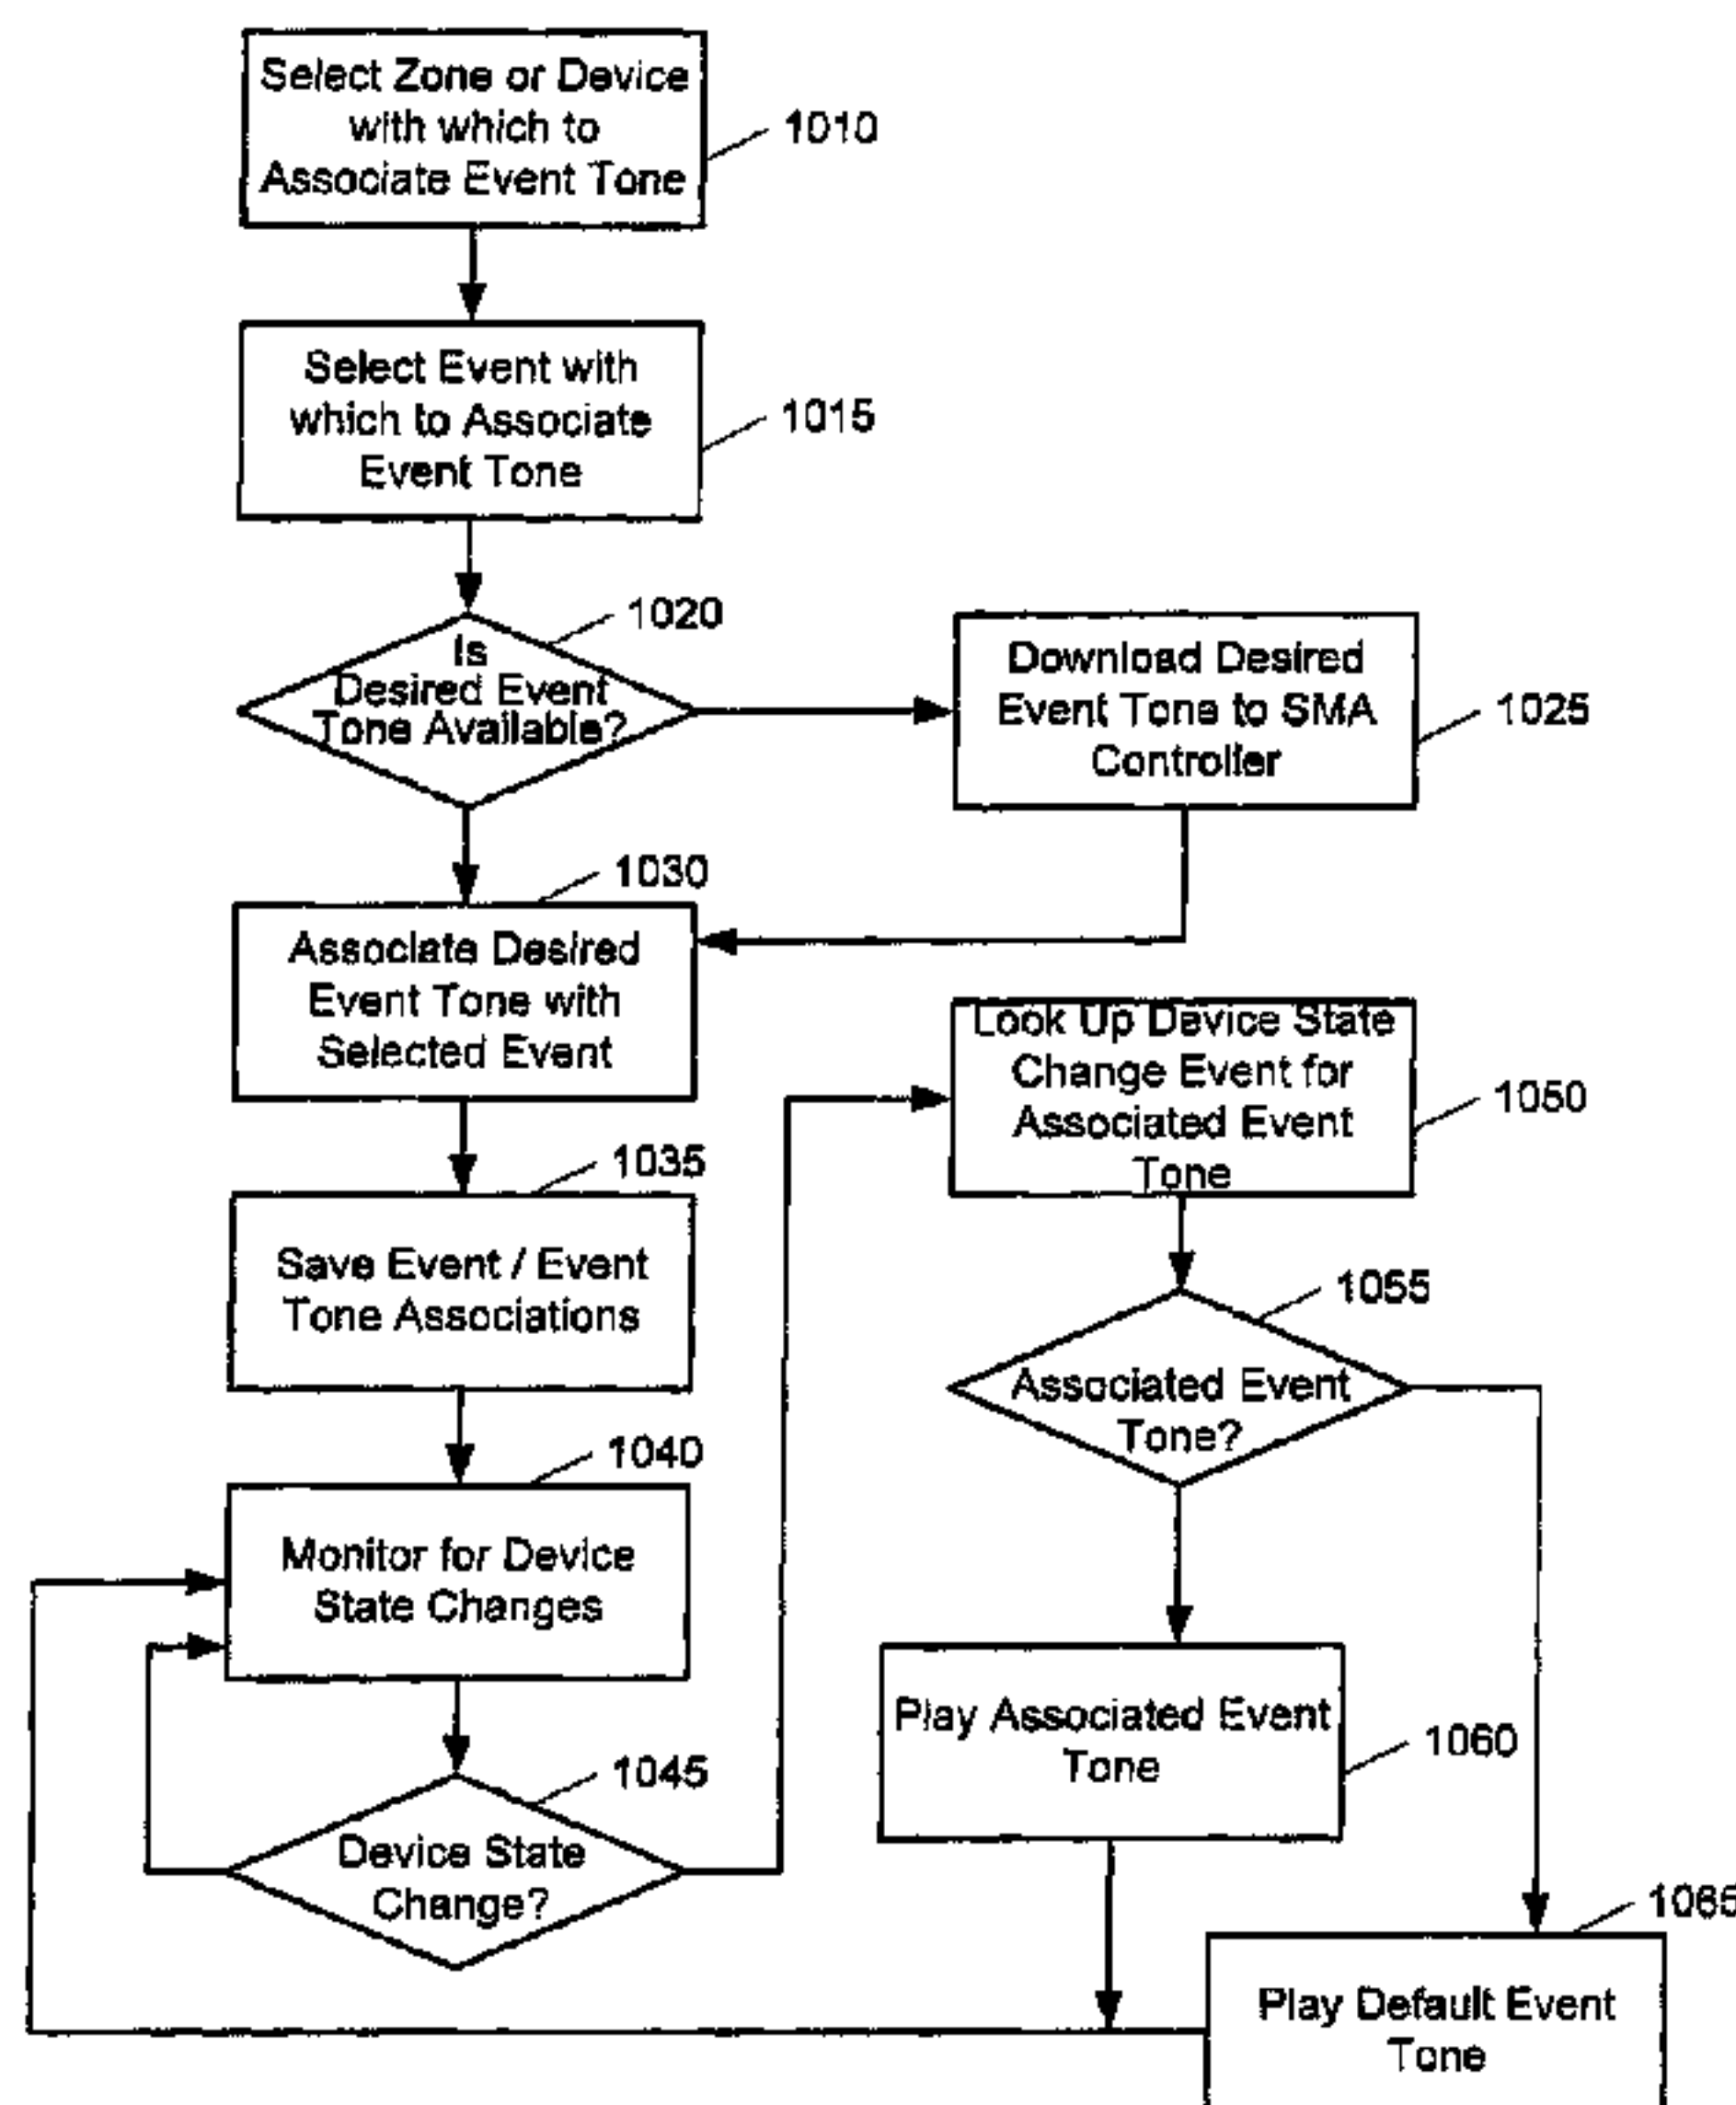 Select Zone or Device
with which to
Associate Event Tone
1010
Select Event with
which to Associate
Event Tone
1015
1020
Is
Desired Event
Tone Available?
Download Desired
Event Tone to SMA
Controller
1025
1030
Associate Desired
Event Tone with
Selected Event
Look Up Device State
Change Event for
Associated Event
Tone
1050
1035
Save Event / Event
Tone Associations
1055
Associated Event
Tone?
1040
Monitor for Device
State Changes
Play Associated Event
Tone
1060
1045
Device State
Change?
1065
Play Default Event
Tone